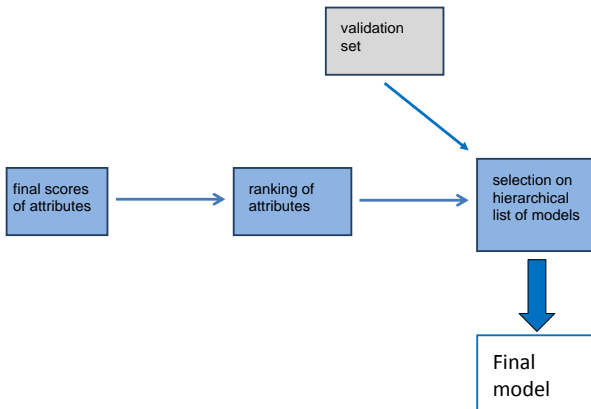 validation
set
final scores
of attributes
ranking of
attributes
selection on
hierarchical
list of models
Final
model